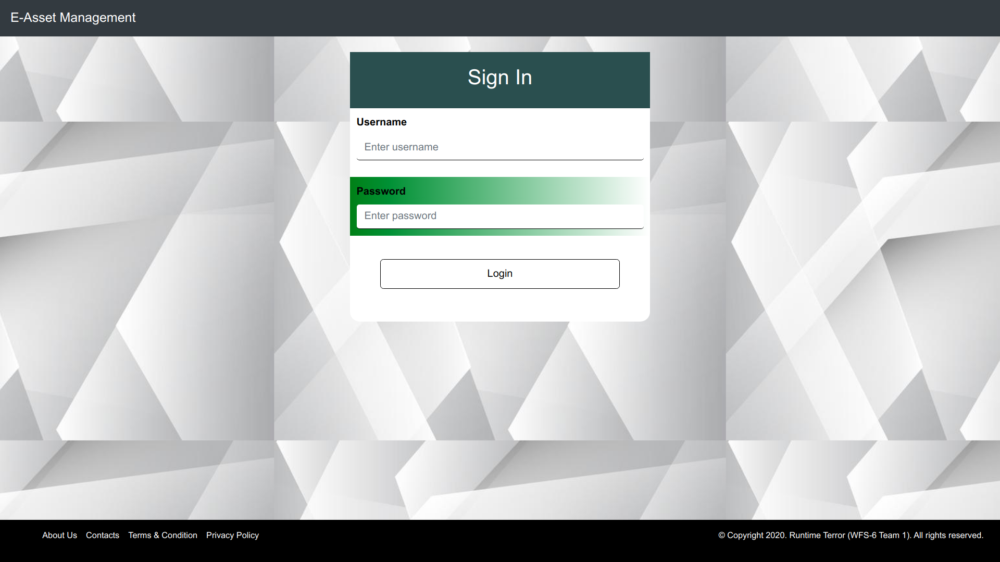 E-Asset Management
Sign In
Username
Enter username
Password
Enter password
Login
About Us Contacts Terms & Condition Privacy Policy
© Copyright 2020. Runtime Terror (WFS-6 Team 1). All rights reserved.